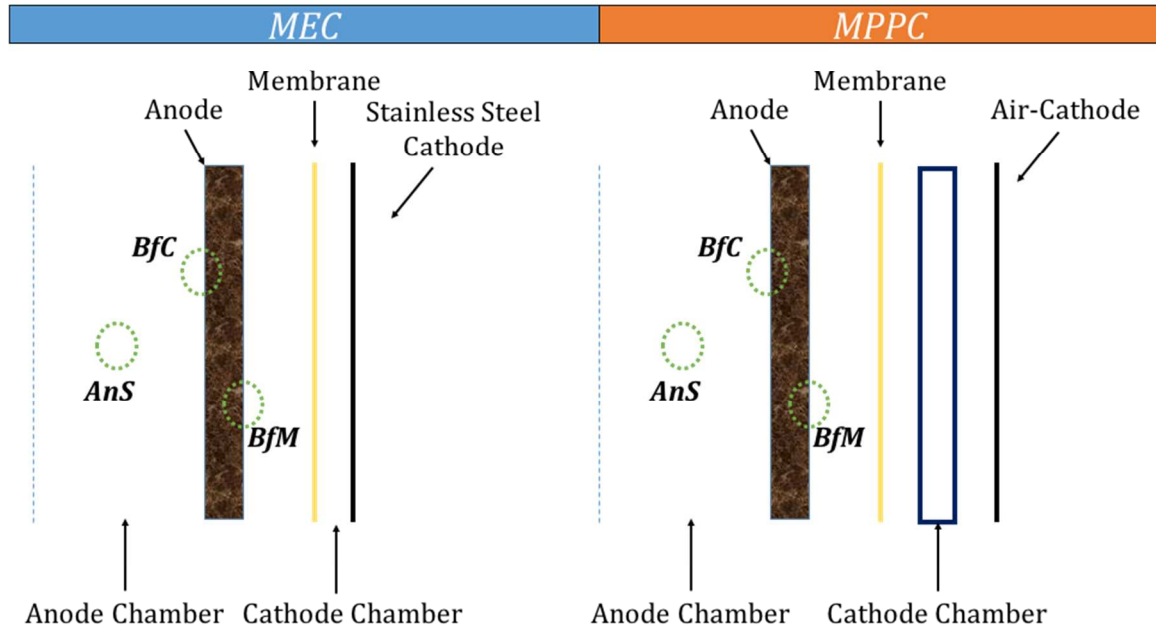 MEC
MPPC
Membrane
Anode
Stainless Steel
Cathode
BfC
AnS
BfM
Anode Chamber
Cathode Chamber
Membrane
Anode
Air-Cathode
BfC
AnS
BfM
Anode Chamber
Cathode Chamber